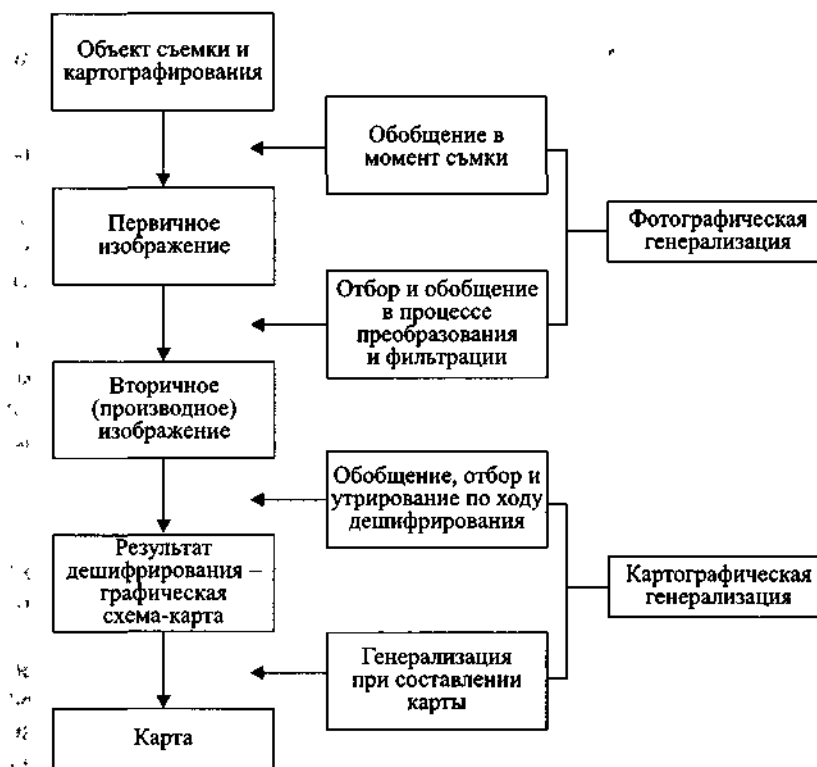 Объект съемки и
картографирования
Обобщение в
момент съмки
Первичное
изображение
Фотографическая
генерализация
Отбор и обобщение
в процессе
преобразования
и фильтрации
Вторичное
(производное)
изображение
Обобщение, отбор и
утрирование по ходу
дешифрирования
Результат
дешифрирования –
графическая
схема-карта
Картографическая
генерализация
Генерализация
при составлении
карты
Карта